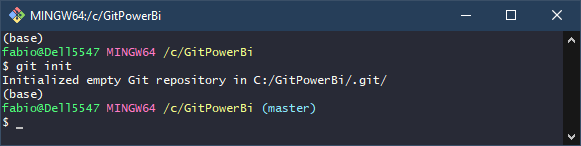 MINGW64:/c/GitPowerBi
(base)
fabio@Dell5547 MINGW64 /c/GitPowerBi
$ git init
Initialized empty Git repository in C:/GitPowerBi/.git/
(base)
fabio@Dell5547 MINGW64 /c/GitPowerBi (master)
$ _